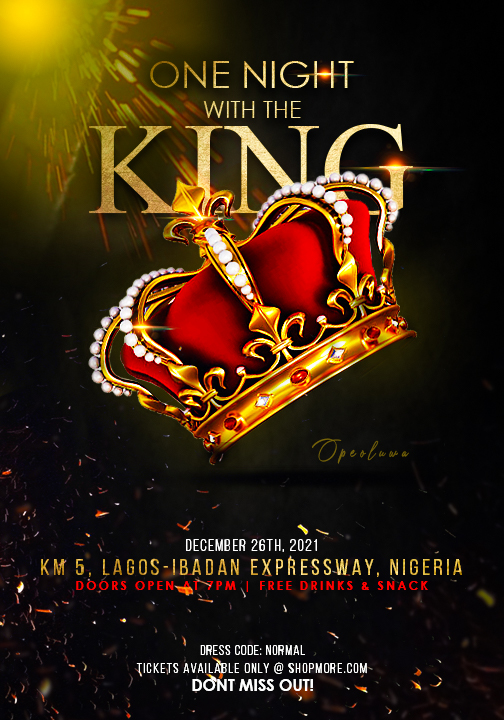 ONE NIGHT
WITH THE
KING
Opeoluwa
DECEMBER 26TH, 2021
KM 5, LAGOS-IBADAN EXPRESSWAY, NIGERIA
DOORS OPEN AT 7PM | FREE DRINKS & SNACK
DRESS CODE: NORMAL
TICKETS AVAILABLE ONLY @ SHOPMORE.COM
DONT MISS OUT!